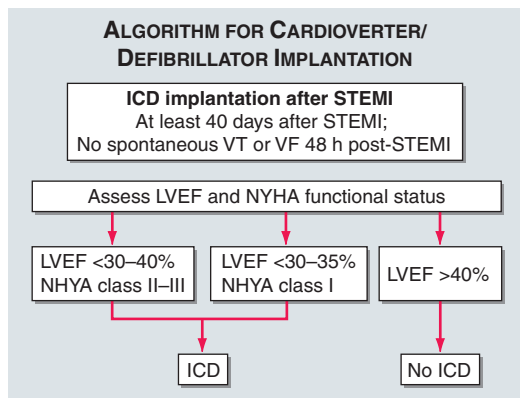 ALGORITHM FOR CARDIOVERTER/
DEFIBRILLATOR IMPLANTATION
ICD implantation after STEMI
At least 40 days after STEMI;
No spontaneous VT or VF 48 h post-STEMI
Assess LVEF and NYHA functional status
LVEF <30–40%
NHYA class II–III
LVEF <30–35%
NHYA class I
LVEF >40%
ICD
No ICD